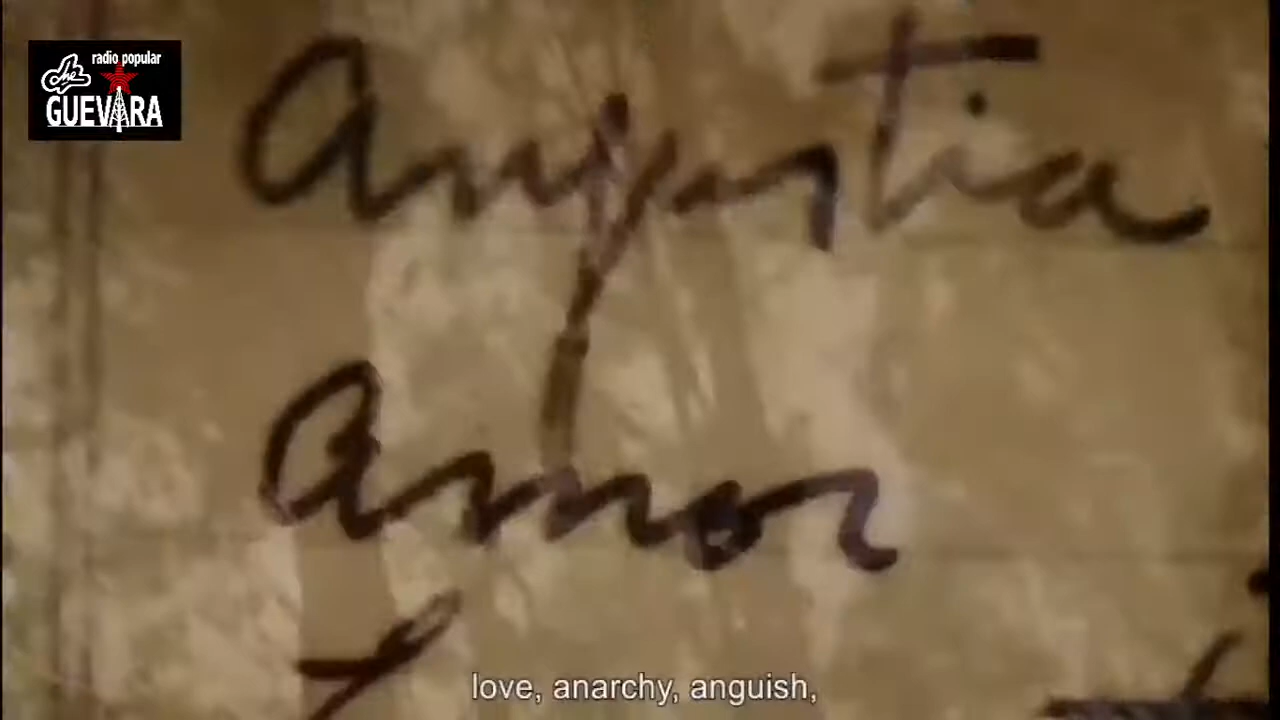 radio popular
che
GUEVARA
Angustia
Amor
love, anarchy, anguish,